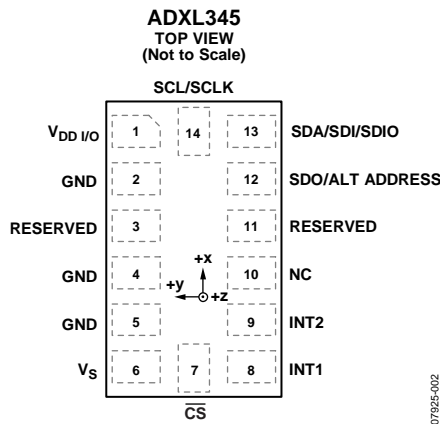 ADXL345
TOP VIEW
(Not to Scale)
SCL/SCLK
VDD I/O 1 14 13 SDA/SDI/SDIO
GND 2 12 SDO/ALT ADDRESS
RESERVED 3 11 RESERVED
+x
GND 4 10 NC
+y +z
GND 5 9 INT2
VS 6 7 8 INT1
CS
07925-002